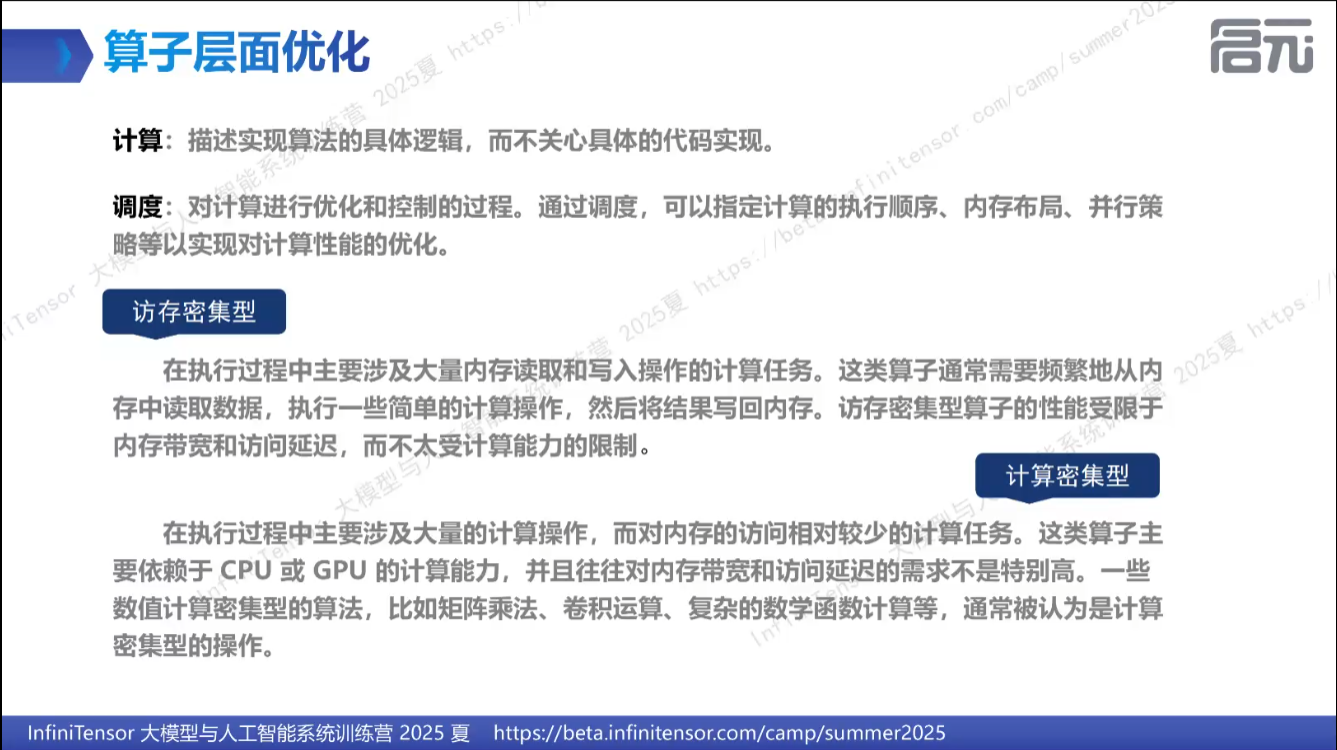 算子层面优化
启元
计算：描述实现算法的具体逻辑，而不关心具体的代码实现。
调度：对计算进行优化和控制的过程。通过调度，可以指定计算的执行顺序、内存布局、并行策
略等以实现对计算性能的优化。
访存密集型
在执行过程中主要涉及大量内存读取和写入操作的计算任务。这类算子通常需要频繁地从内
存中读取数据，执行一些简单的计算操作，然后将结果写回内存。访存密集型算子的性能受限于
内存带宽和访问延迟，而不太受计算能力的限制。
计算密集型
在执行过程中主要涉及大量的计算操作，而对内存的访问相对较少的计算任务。这类算子主
要依赖于 CPU 或 GPU 的计算能力，并且往往对内存带宽和访问延迟的需求不是特别高。一些
数值计算密集型的算法，比如矩阵乘法、卷积运算、复杂的数学函数计算等，通常被认为是计算
密集型的操作。
InfiniTensor 大模型与人工智能系统训练营 2025 夏 https://beta.infinitensor.com/camp/summer2025